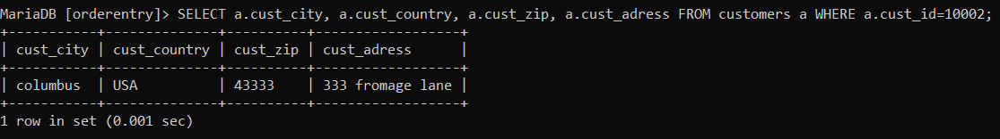 MariaDB [orderentry]> SELECT a.cust_city, a.cust_country, a.cust_zip, a.cust_adress FROM customers a WHERE a.cust_id=10002;
+-----------+--------------+----------+------------------+
| cust_city | cust_country | cust_zip | cust_adress      |
+-----------+--------------+----------+------------------+
| columbus  | USA          | 43333    | 333 fromage lane |
+-----------+--------------+----------+------------------+
1 row in set (0.001 sec)